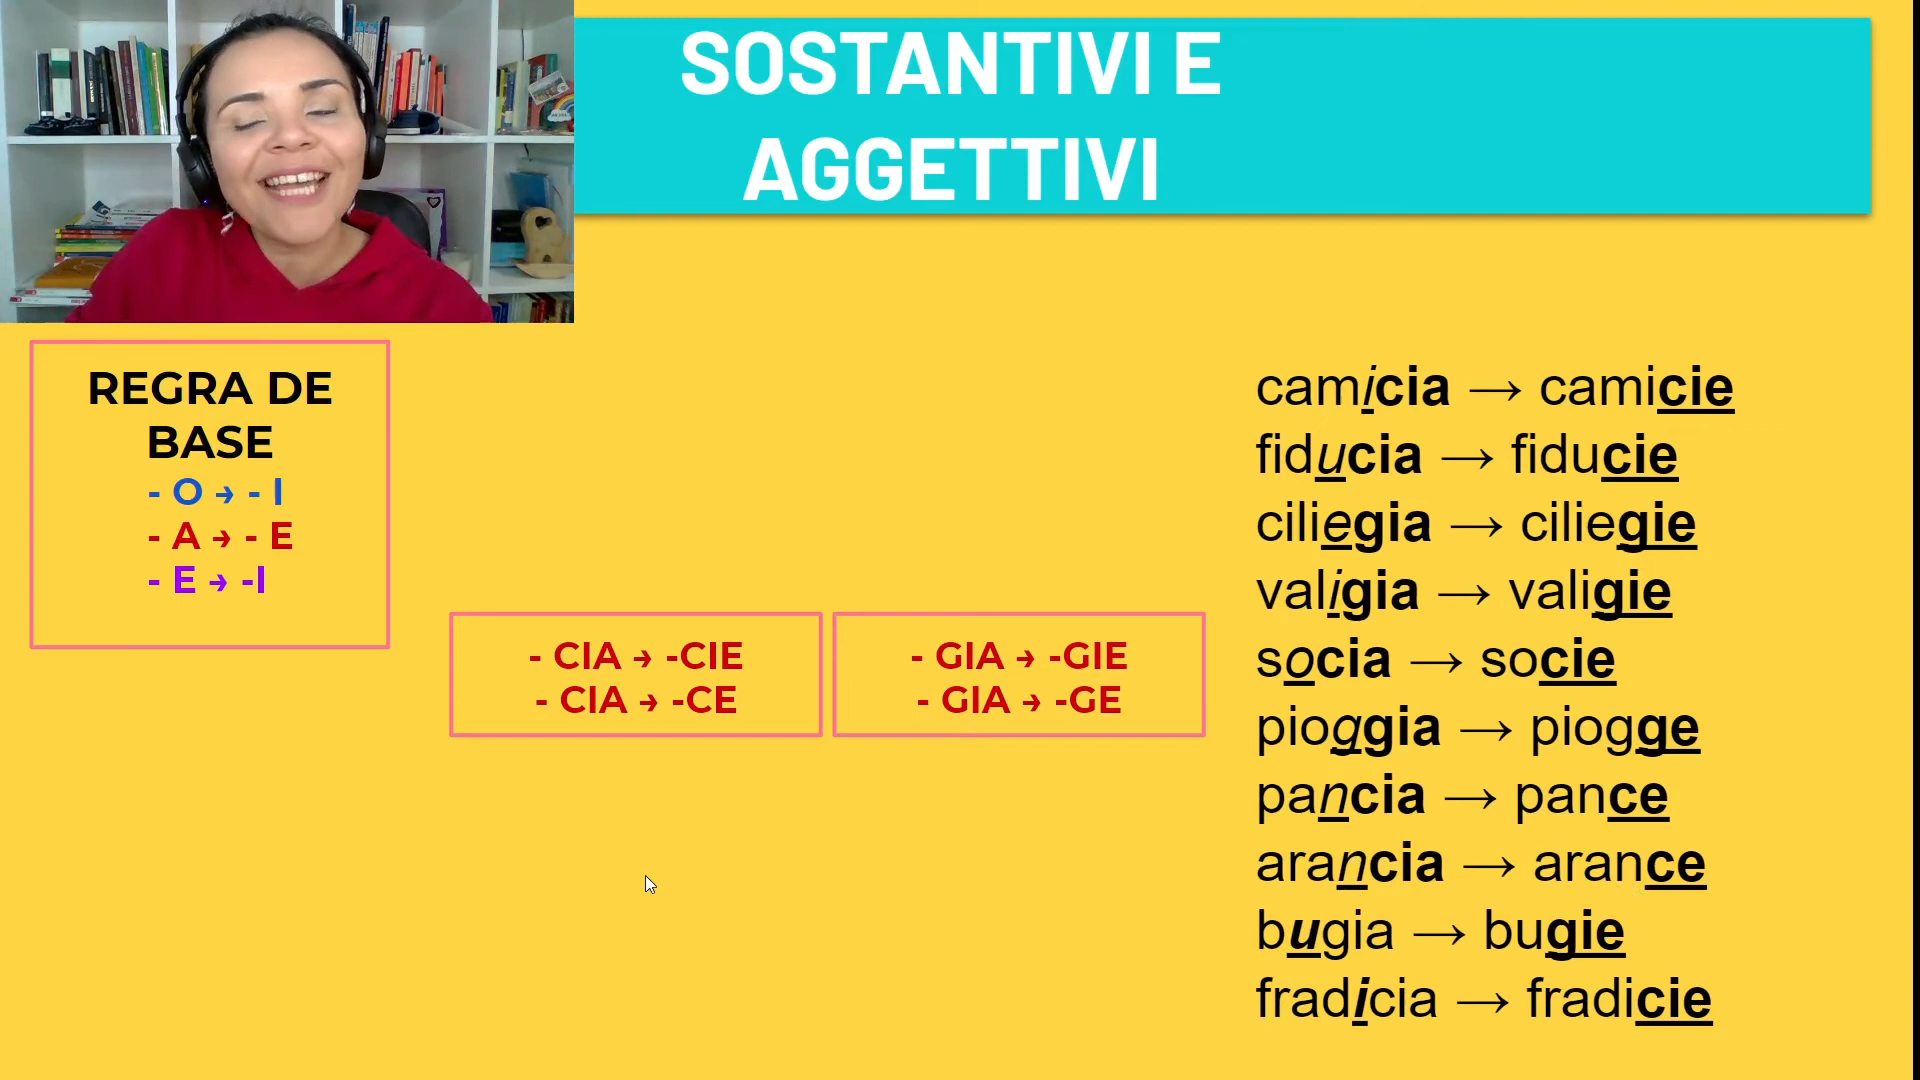 SOSTANTIVI E
AGGETTIVI
REGRA DE
BASE
- O → - I
- A → - E
- E → -I
- CIA → -CIE
- CIA → -CE
- GIA → -GIE
- GIA → -GE
camicia → camicie
fiducia → fiducie
ciliegia → ciliegie
valigia → valigie
socia → socie
pioggia → piogge
pancia → pance
arancia → arance
bugia → bugie
fradicia → fradicie